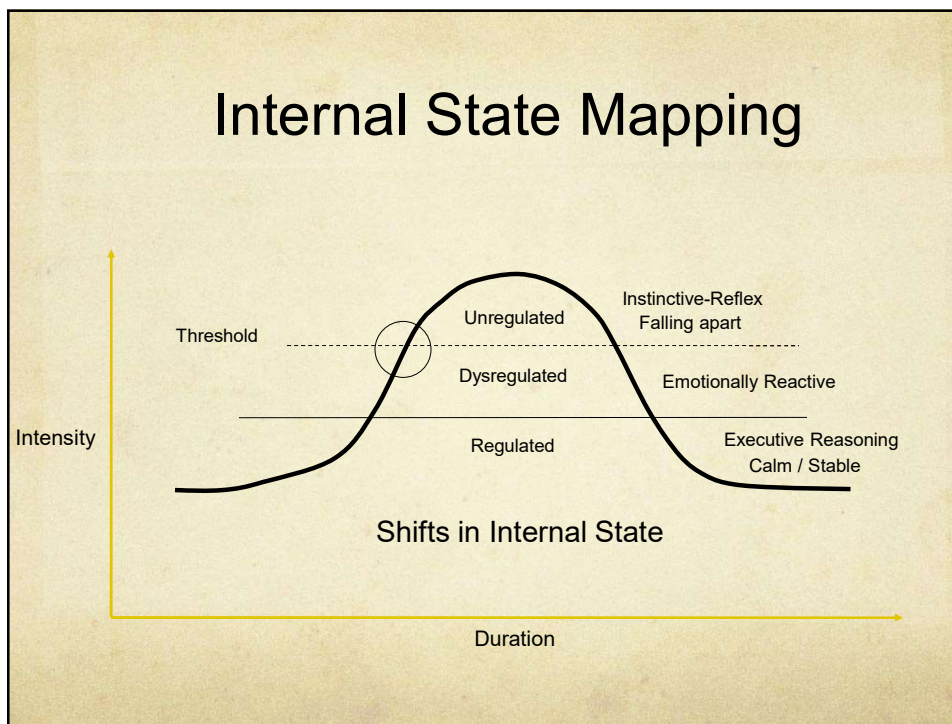 Internal State Mapping
Unregulated
Instinctive-Reflex
Falling apart
Threshold
Dysregulated
Emotionally Reactive
Intensity
Regulated
Executive Reasoning
Calm / Stable
Shifts in Internal State
Duration